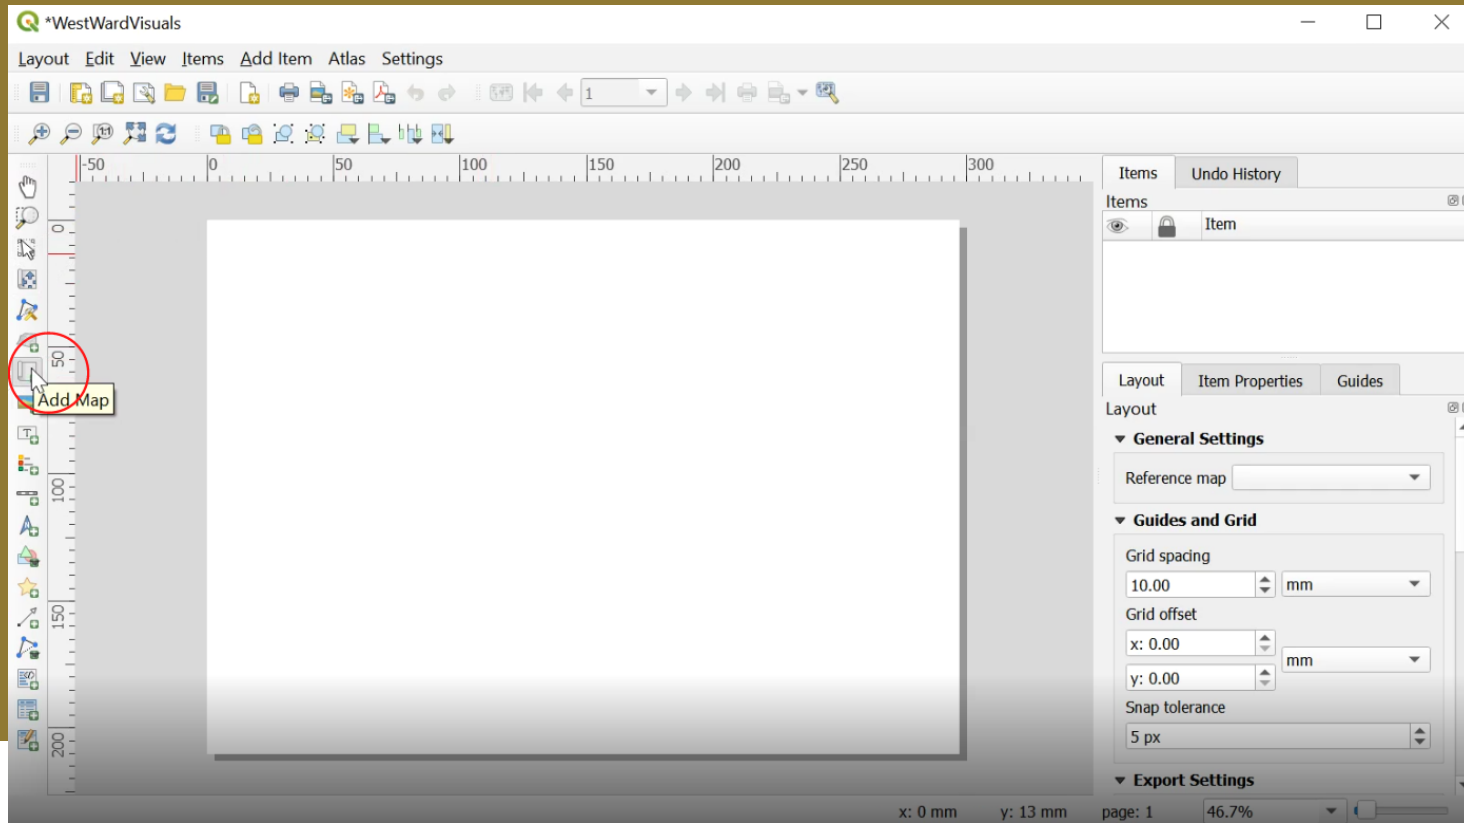 *WestWardVisuals
Layout Edit View Items Add Item Atlas Settings
1
-50 0 50 100 150 200 250 300
0
50
100
150
200
Add Map
Items Undo History
Items
Item
Layout Item Properties Guides
Layout
General Settings
Reference map
Guides and Grid
Grid spacing
10.00 mm
Grid offset
x: 0.00
mm
y: 0.00
Snap tolerance
5 px
Export Settings
x: 0 mm y: 13 mm page: 1 46.7%